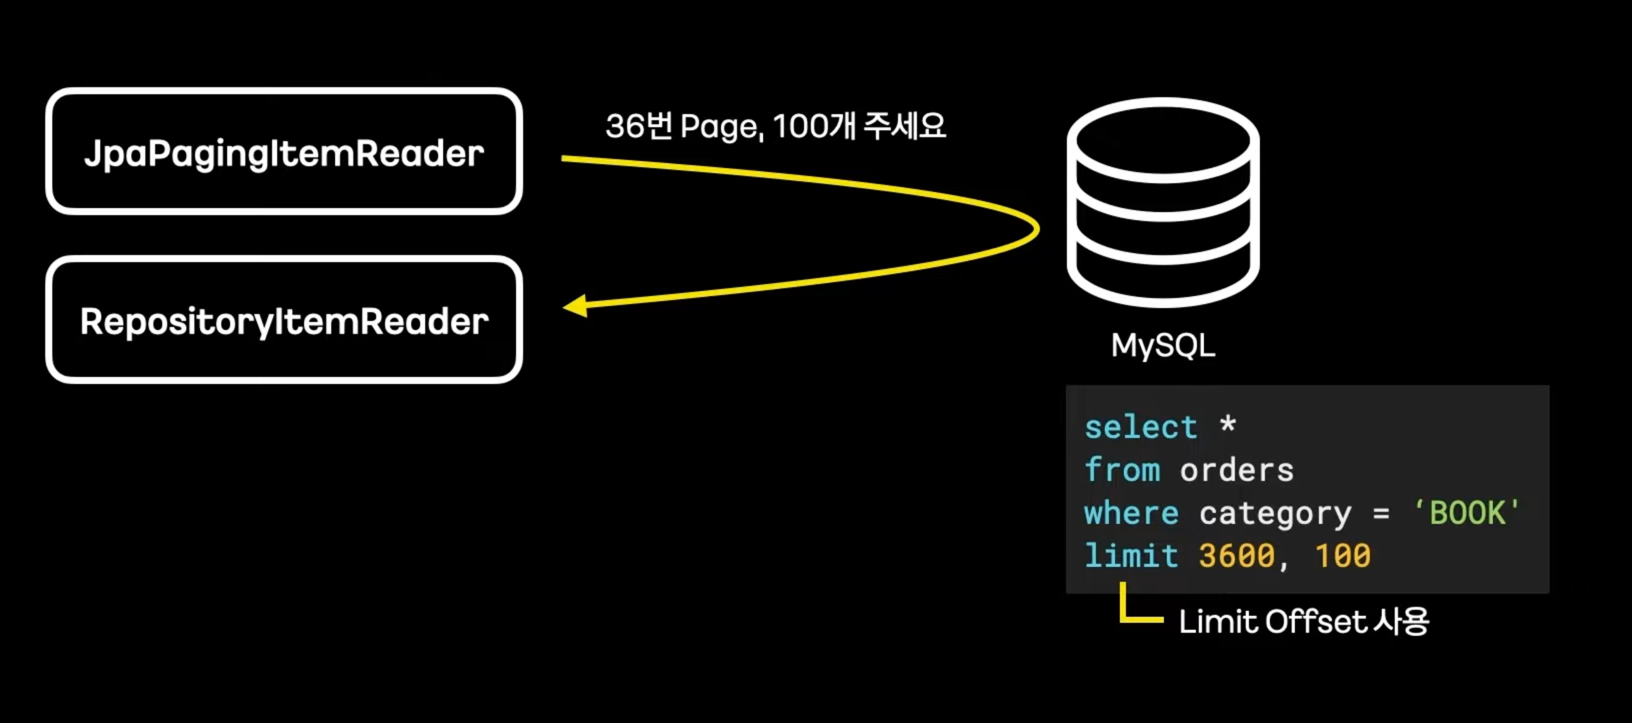 JpaPagingItemReader
36번 Page, 100개 주세요
RepositoryItemReader
MySQL
select *
from orders
where category = ‘BOOK'
limit 3600, 100
Limit Offset 사용